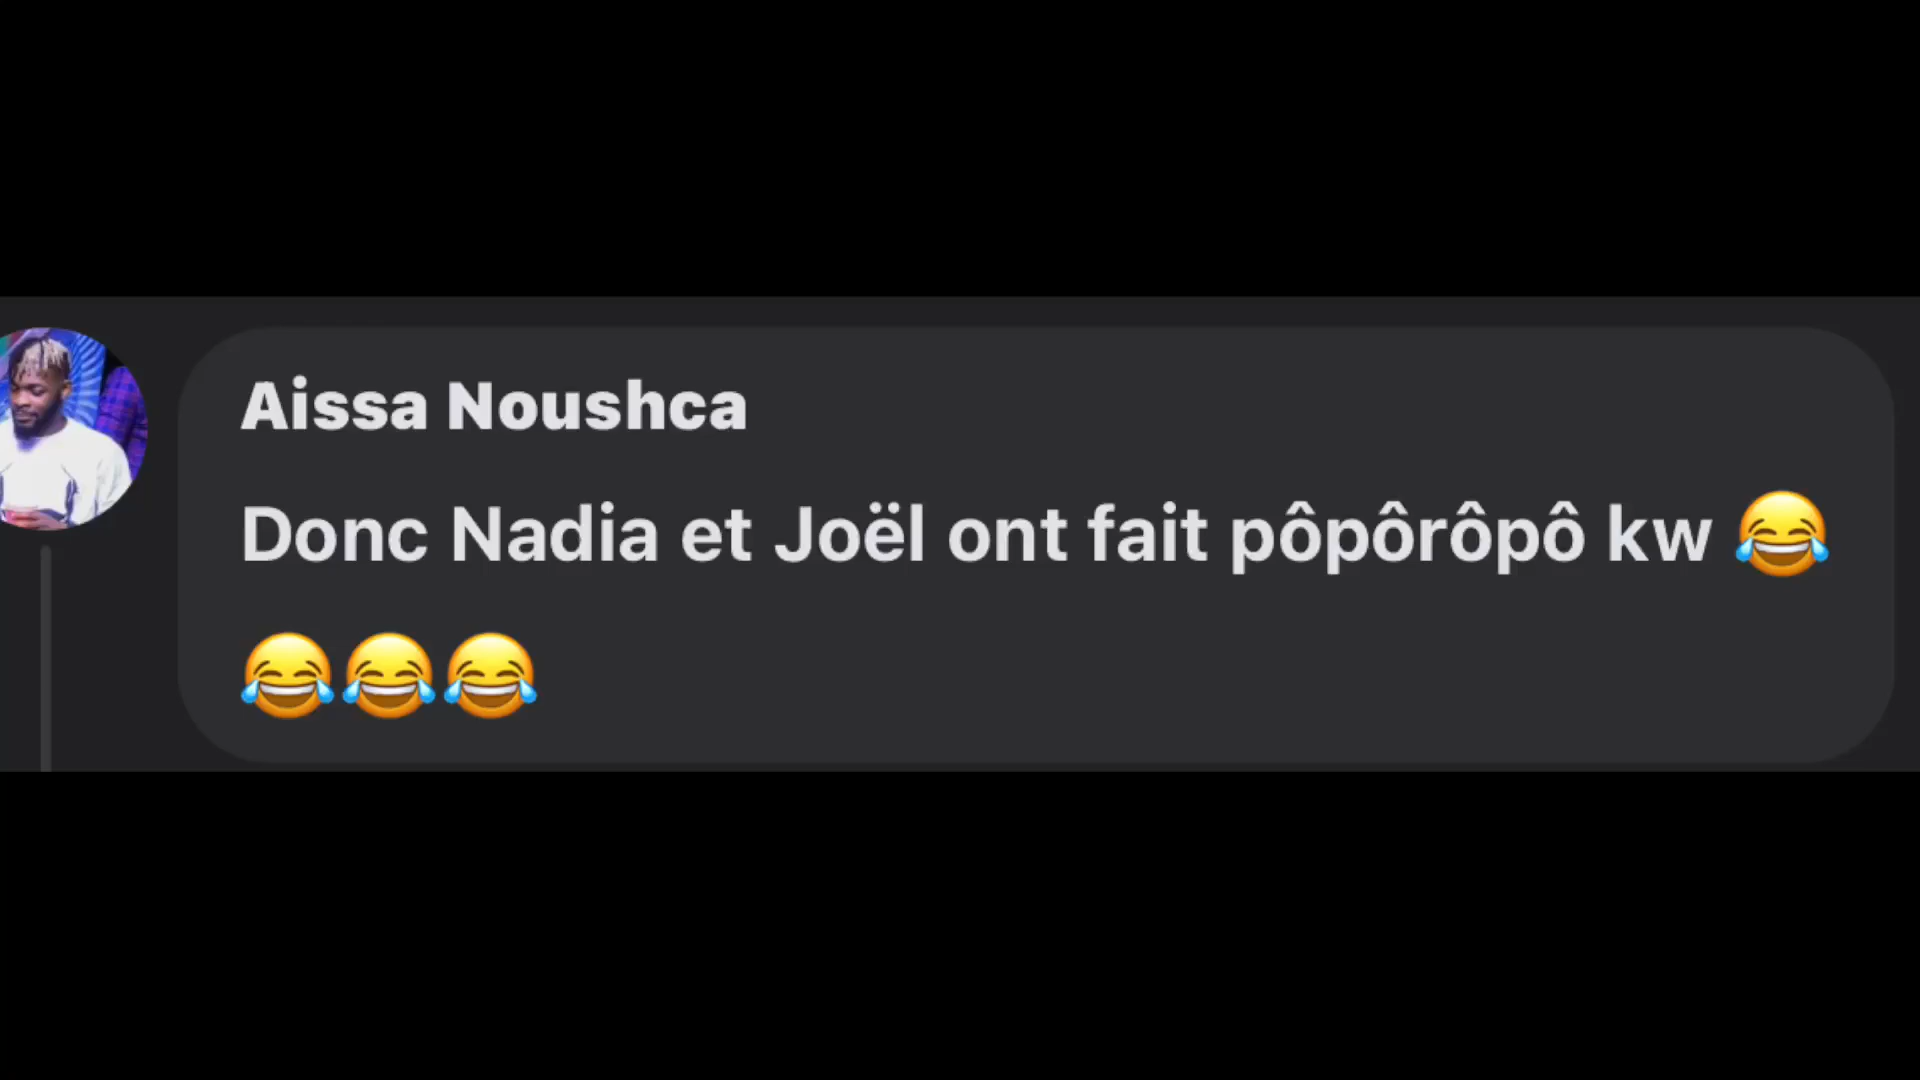 Aissa Noushca
Donc Nadia et Joël ont fait pôpôrôpô kw 😂
😂😂😂